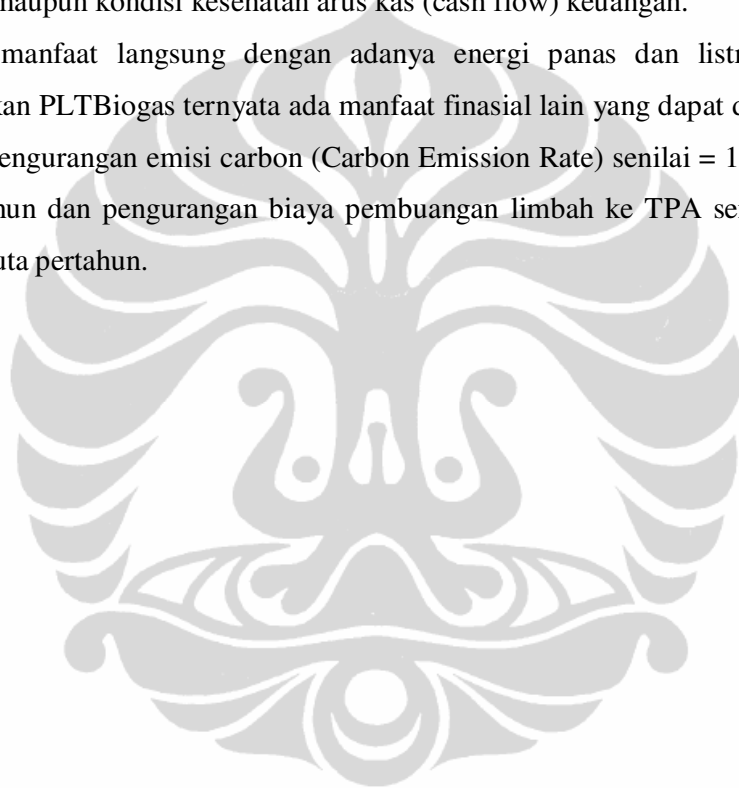 maupun kondisi kesehatan arus kas (cash flow) keuangan.
manfaat langsung dengan adanya energi panas dan listr
kan PLTBiogas ternyata ada manfaat finasial lain yang dapat d
engurangan emisi carbon (Carbon Emission Rate) senilai = 1
hun dan pengurangan biaya pembuangan limbah ke TPA se
uta pertahun.